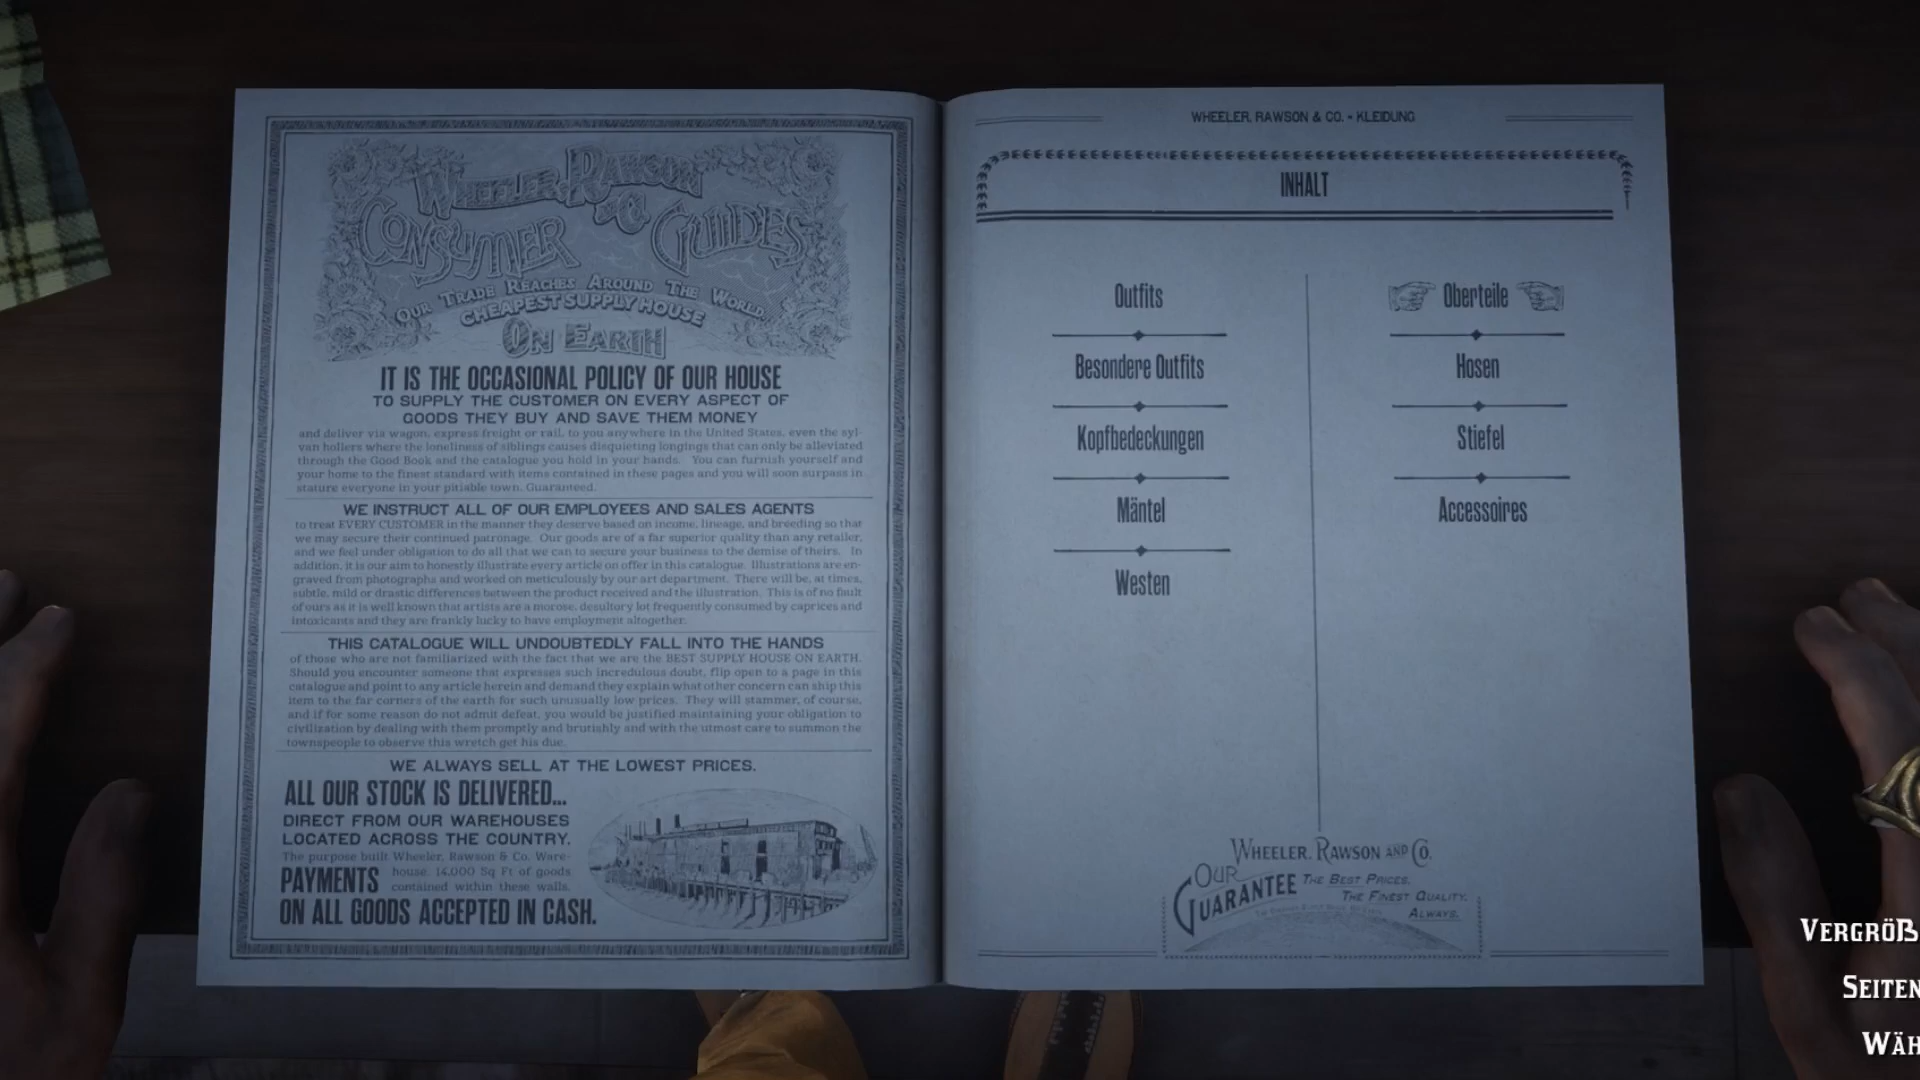 WHEELER, RAWSON
& CO.
CONSUMER GUIDES
OUR TRADE REACHES AROUND THE WORLD
CHEAPEST SUPPLY HOUSE
ON EARTH
IT IS THE OCCASIONAL POLICY OF OUR HOUSE
TO SUPPLY THE CUSTOMER ON EVERY ASPECT OF
GOODS THEY BUY AND SAVE THEM MONEY
and deliver via wagon, express freight or rail, to you anywhere in the United States, even the syl-
van hollers where the loneliness of siblings causes disquieting longings that can only be alleviated
through the Good Book and the catalogue you hold in your hands. You can furnish yourself and
your home to the finest standard with items contained in these pages and you will soon surpass in
stature everyone in your pitiable town. Guaranteed.
WE INSTRUCT ALL OF OUR EMPLOYEES AND SALES AGENTS
to treat EVERY CUSTOMER in the manner they deserve based on income, lineage, and breeding so that
we may secure their continued patronage. Our goods are of a far superior quality than any retailer,
and we feel under obligation to do all that we can to secure your business to the demise of theirs. In
addition, it is our aim to honestly illustrate every article on offer in this catalogue. Illustrations are en-
graved from photographs and worked on meticulously by our art department. There will be, at times,
subtle, mild or drastic differences between the product received and the illustration. This is of no fault
of ours as it is well known that artists are a morose, desultory lot frequently consumed by caprices and
intoxicants and they are frankly lucky to have employment altogether.
THIS CATALOGUE WILL UNDOUBTEDLY FALL INTO THE HANDS
of those who are not familiarized with the fact that we are the BEST SUPPLY HOUSE ON EARTH.
Should you encounter someone that expresses such incredulous doubt, flip open to a page in this
catalogue and point to any article herein and demand they explain what other concern can ship this
item to the far corners of the earth for such unusually low prices. They will stammer, of course,
and if for some reason do not admit defeat, you would be justified maintaining your obligation to
civilization by dealing with them promptly and brutishly and with the utmost care to summon the
townspeople to observe this wretch get his due.
WE ALWAYS SELL AT THE LOWEST PRICES.
ALL OUR STOCK IS DELIVERED...
DIRECT FROM OUR WAREHOUSES
LOCATED ACROSS THE COUNTRY.
The purpose built Wheeler, Rawson & Co. Ware-
house. 14,000 Sq Ft of goods
contained within these walls.
PAYMENTS
ON ALL GOODS ACCEPTED IN CASH.
WHEELER, RAWSON & CO. - KLEIDUNG
INHALT
Outfits
Besondere Outfits
Kopfbedeckungen
Mäntel
Westen
Oberteile
Hosen
Stiefel
Accessoires
WHEELER, RAWSON AND CO.
OUR
GUARANTEE
THE BEST PRICES.
THE FINEST QUALITY.
ALWAYS.
VERGRÖß
SEITEN
WÄH